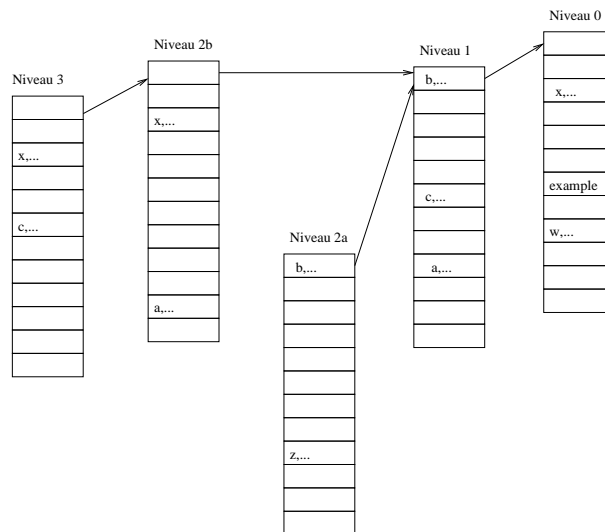 Niveau 3
x,...
c,...
Niveau 2b
x,...
a,...
Niveau 2a
b,...
z,...
Niveau 1
b,...
c,...
a,...
Niveau 0
x,...
example
w,...